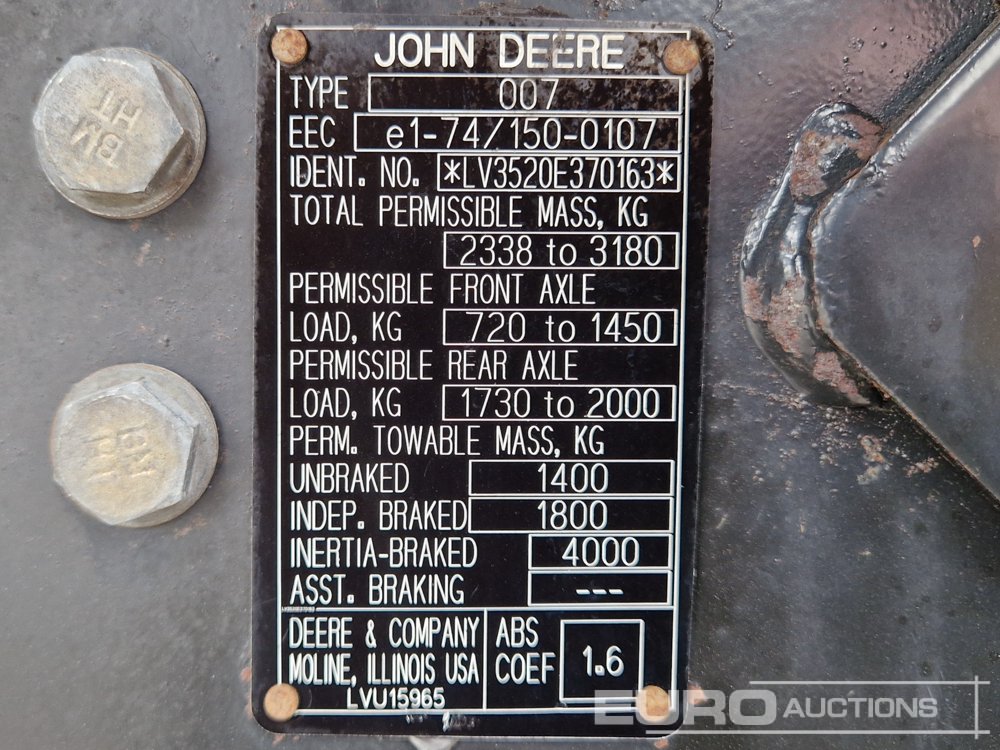 JOHN DEERE
TYPE 007
EEC e1-74/150-0107
IDENT. NO. *LV3520E370163*
TOTAL PERMISSIBLE MASS, KG
2338 to 3180
PERMISSIBLE FRONT AXLE
LOAD, KG 720 to 1450
PERMISSIBLE REAR AXLE
LOAD, KG 1730 to 2000
PERM. TOWABLE MASS, KG
UNBRAKED 1400
INDEP. BRAKED 1800
INERTIA-BRAKED 4000
ASST. BRAKING ---
DEERE & COMPANY
MOLINE, ILLINOIS USA
LVU15965
ABS
COEF 1.6
BM
HT
EURO AUCTIONS